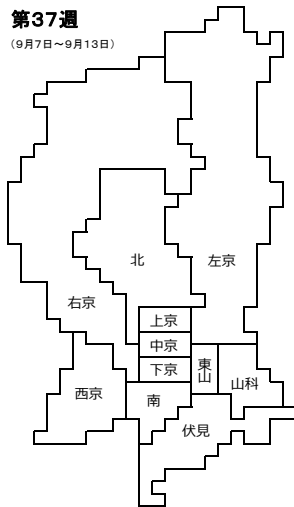 第37週
（9月7日～9月13日）
北
左京
右京
上京
中京
下京
東山
山科
西京
南
伏見